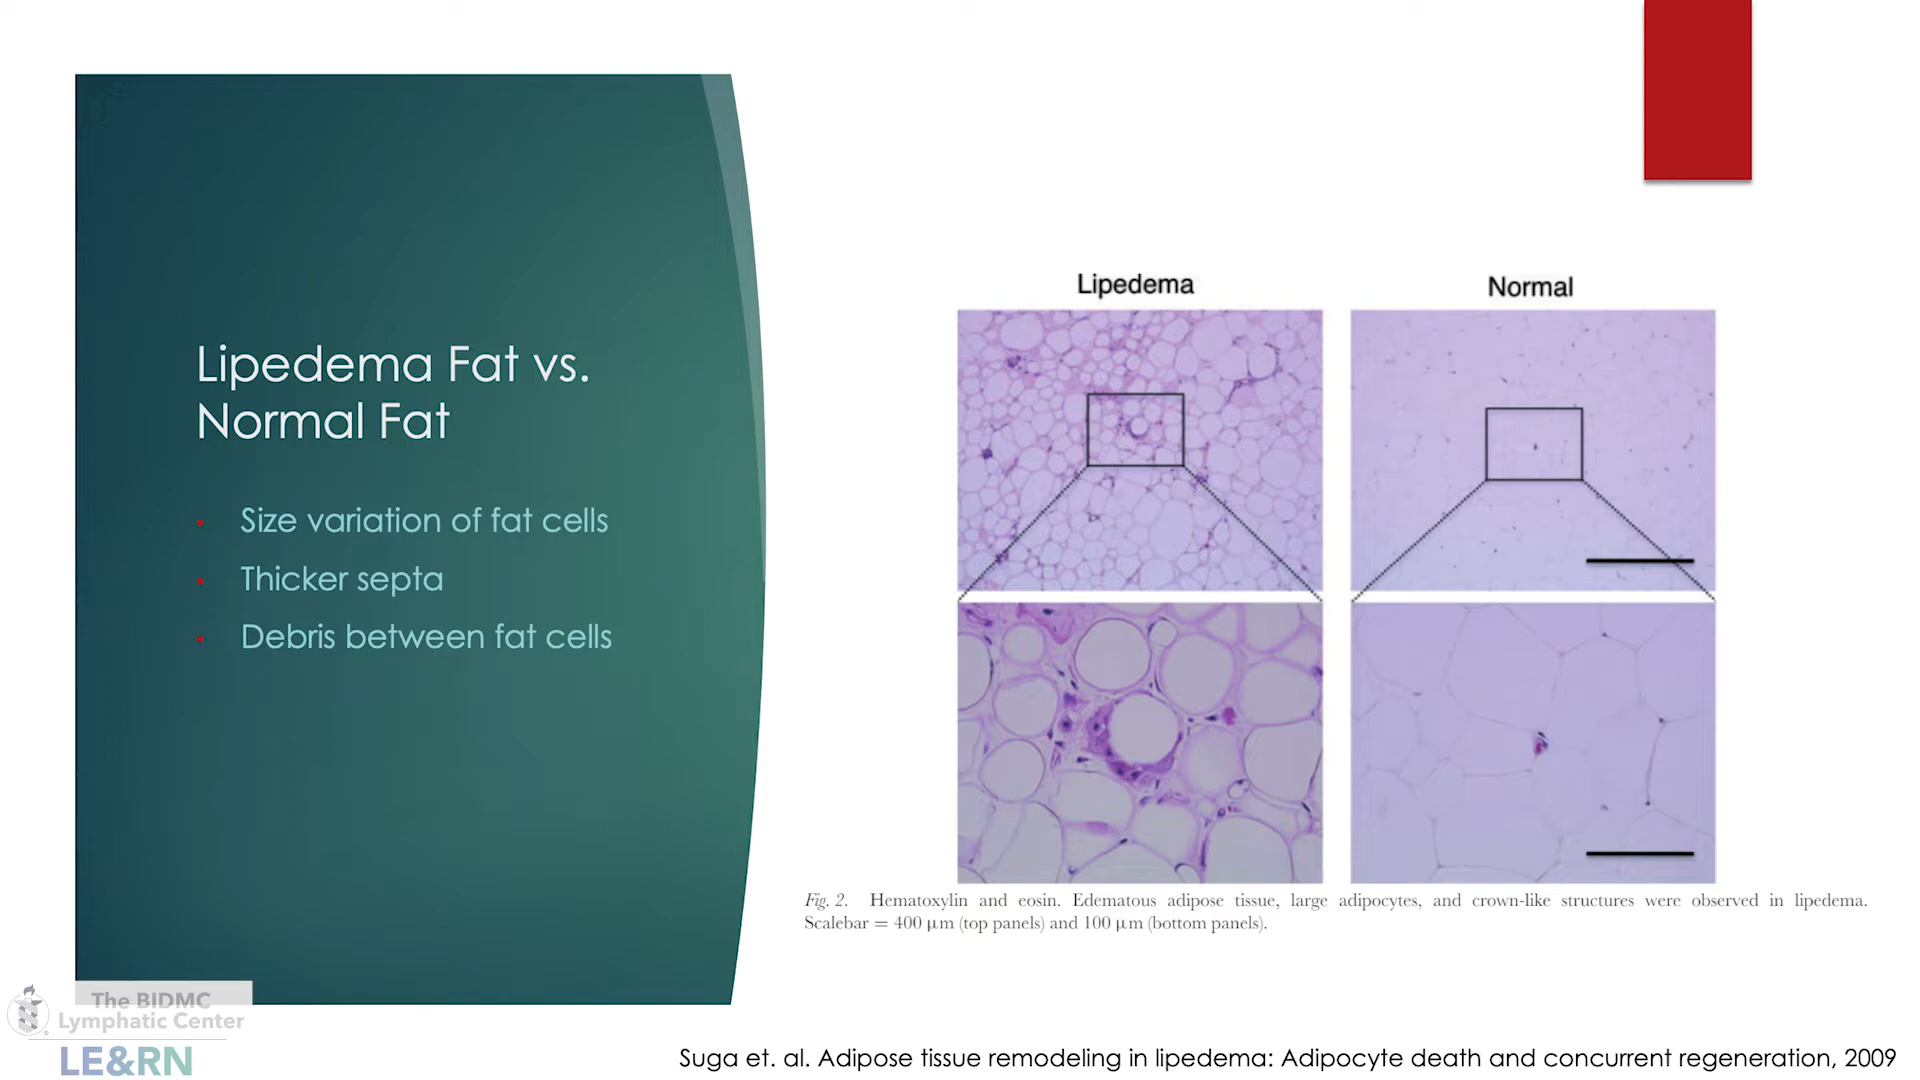 Lipedema Fat vs.
Normal Fat
Size variation of fat cells
Thicker septa
Debris between fat cells
Lipedema
Normal
Fig. 2. Hematoxylin and eosin. Edematous adipose tissue, large adipocytes, and crown-like structures were observed in lipedema.
Scalebar = 400 μm (top panels) and 100 μm (bottom panels).
The BIDMC
Lymphatic Center
LE&RN
Suga et. al. Adipose tissue remodeling in lipedema: Adipocyte death and concurrent regeneration, 2009